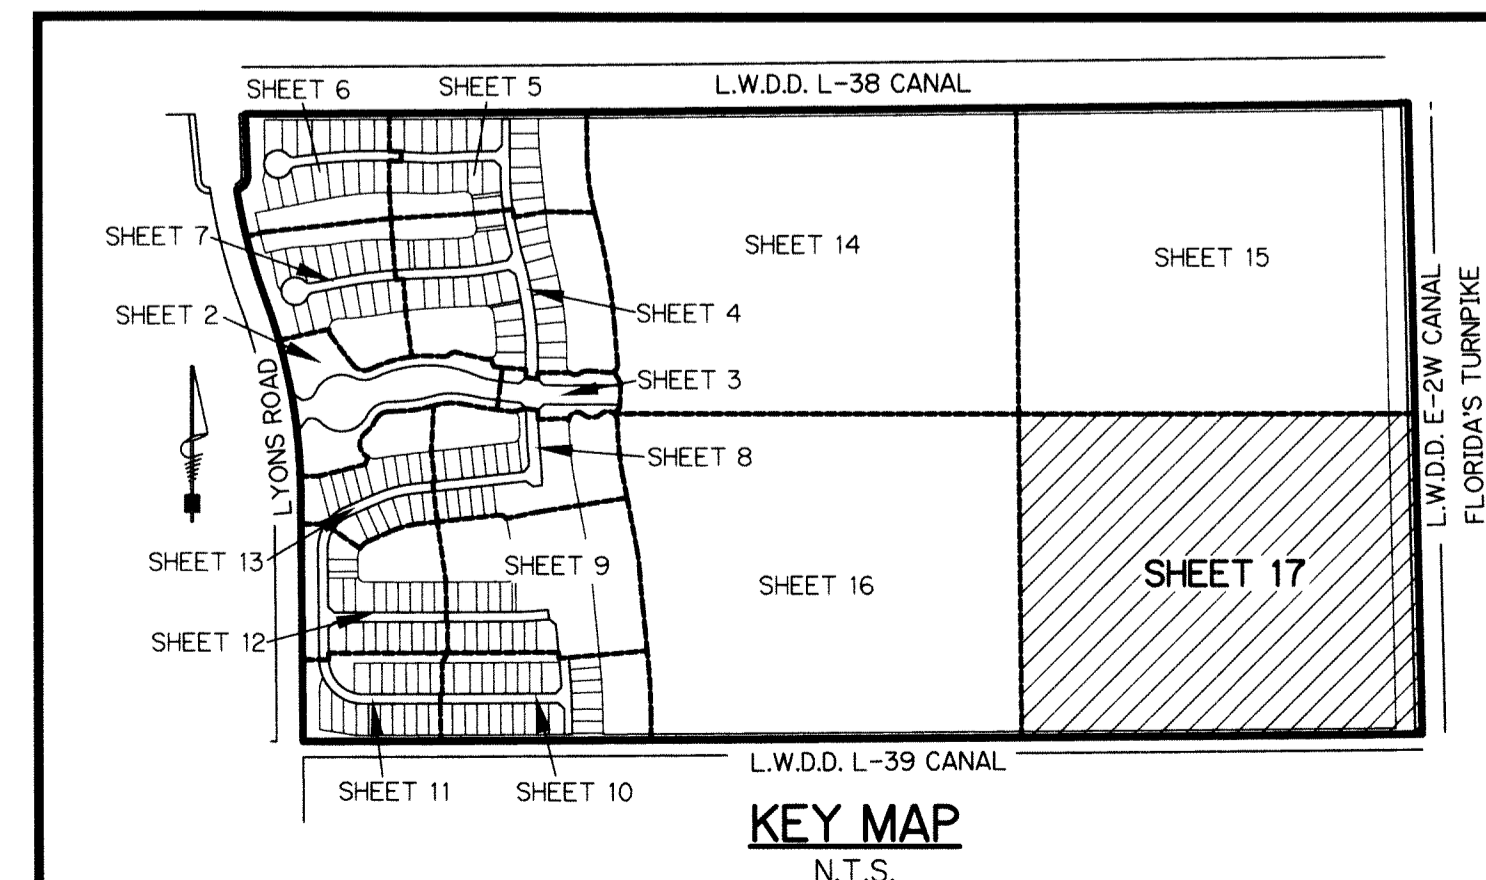 L.W.D.D. L-38 CANAL
SHEET 6
SHEET 5
SHEET 7
SHEET 14
SHEET 15
SHEET 2
SHEET 4
SHEET 3
LYONS ROAD
L.W.D.D. E-2W CANAL
FLORIDA'S TURNPIKE
SHEET 8
SHEET 13
SHEET 9
SHEET 16
SHEET 17
SHEET 12
L.W.D.D. L-39 CANAL
SHEET 11
SHEET 10
KEY MAP
N.T.S.